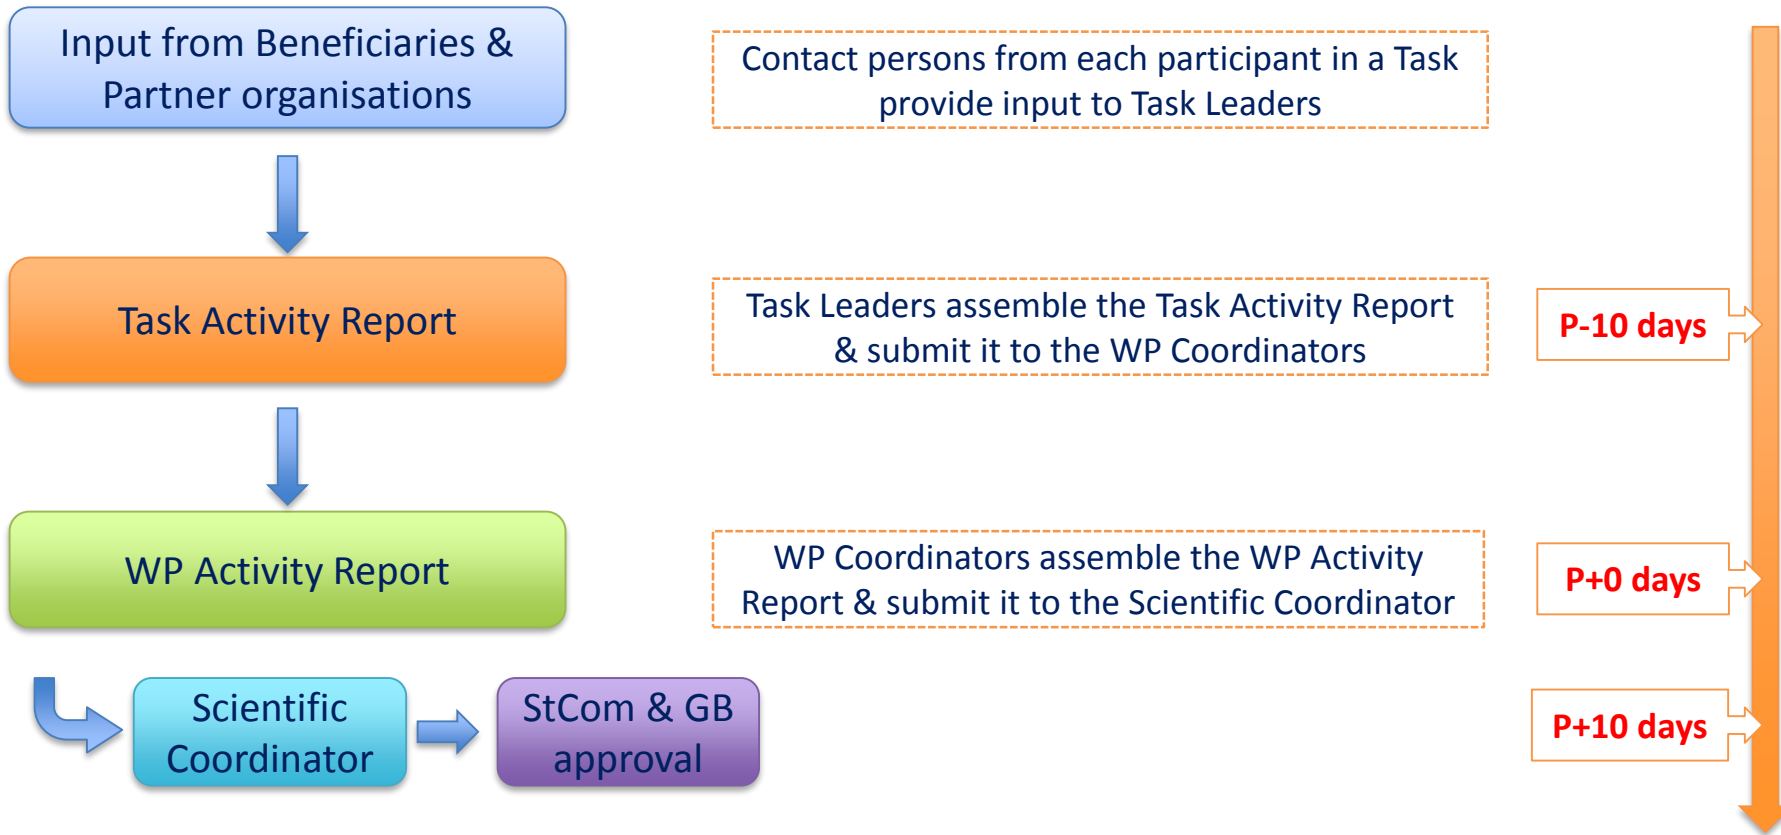 Input from Beneficiaries &
Partner organisations
Contact persons from each participant in a Task
provide input to Task Leaders
Task Activity Report
Task Leaders assemble the Task Activity Report
& submit it to the WP Coordinators
P-10 days
WP Activity Report
WP Coordinators assemble the WP Activity
Report & submit it to the Scientific Coordinator
P+0 days
Scientific
Coordinator
StCom & GB
approval
P+10 days